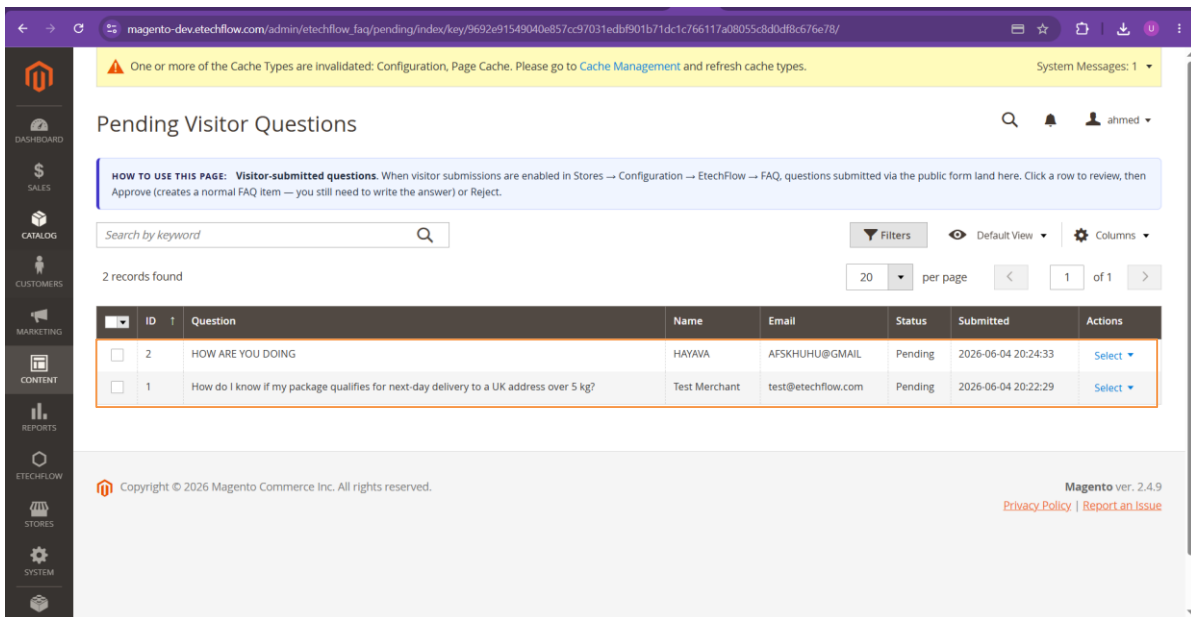 magento-dev.etechflow.com/admin/etechflow_faq/pending/index/key/9692e91549040e857cc97031edbf901b71dc1c766117a08055c8d0df8c676e78/
U
One or more of the Cache Types are invalidated: Configuration, Page Cache. Please go to Cache Management and refresh cache types.
System Messages: 1
DASHBOARD
SALES
CATALOG
CUSTOMERS
MARKETING
CONTENT
REPORTS
ETECHFLOW
STORES
SYSTEM
Pending Visitor Questions
ahmed
HOW TO USE THIS PAGE: Visitor-submitted questions. When visitor submissions are enabled in Stores → Configuration → EtechFlow → FAQ, questions submitted via the public form land here. Click a row to review, then
Approve (creates a normal FAQ item — you still need to write the answer) or Reject.
Search by keyword
Filters Default View Columns
2 records found
20 per page 1 of 1
ID ↑ Question Name Email Status Submitted Actions
2 HOW ARE YOU DOING HAYAVA AFSKHUHU@GMAIL Pending 2026-06-04 20:24:33 Select
1 How do I know if my package qualifies for next-day delivery to a UK address over 5 kg? Test Merchant test@etechflow.com Pending 2026-06-04 20:22:29 Select
Copyright © 2026 Magento Commerce Inc. All rights reserved.
Magento ver. 2.4.9
Privacy Policy | Report an Issue